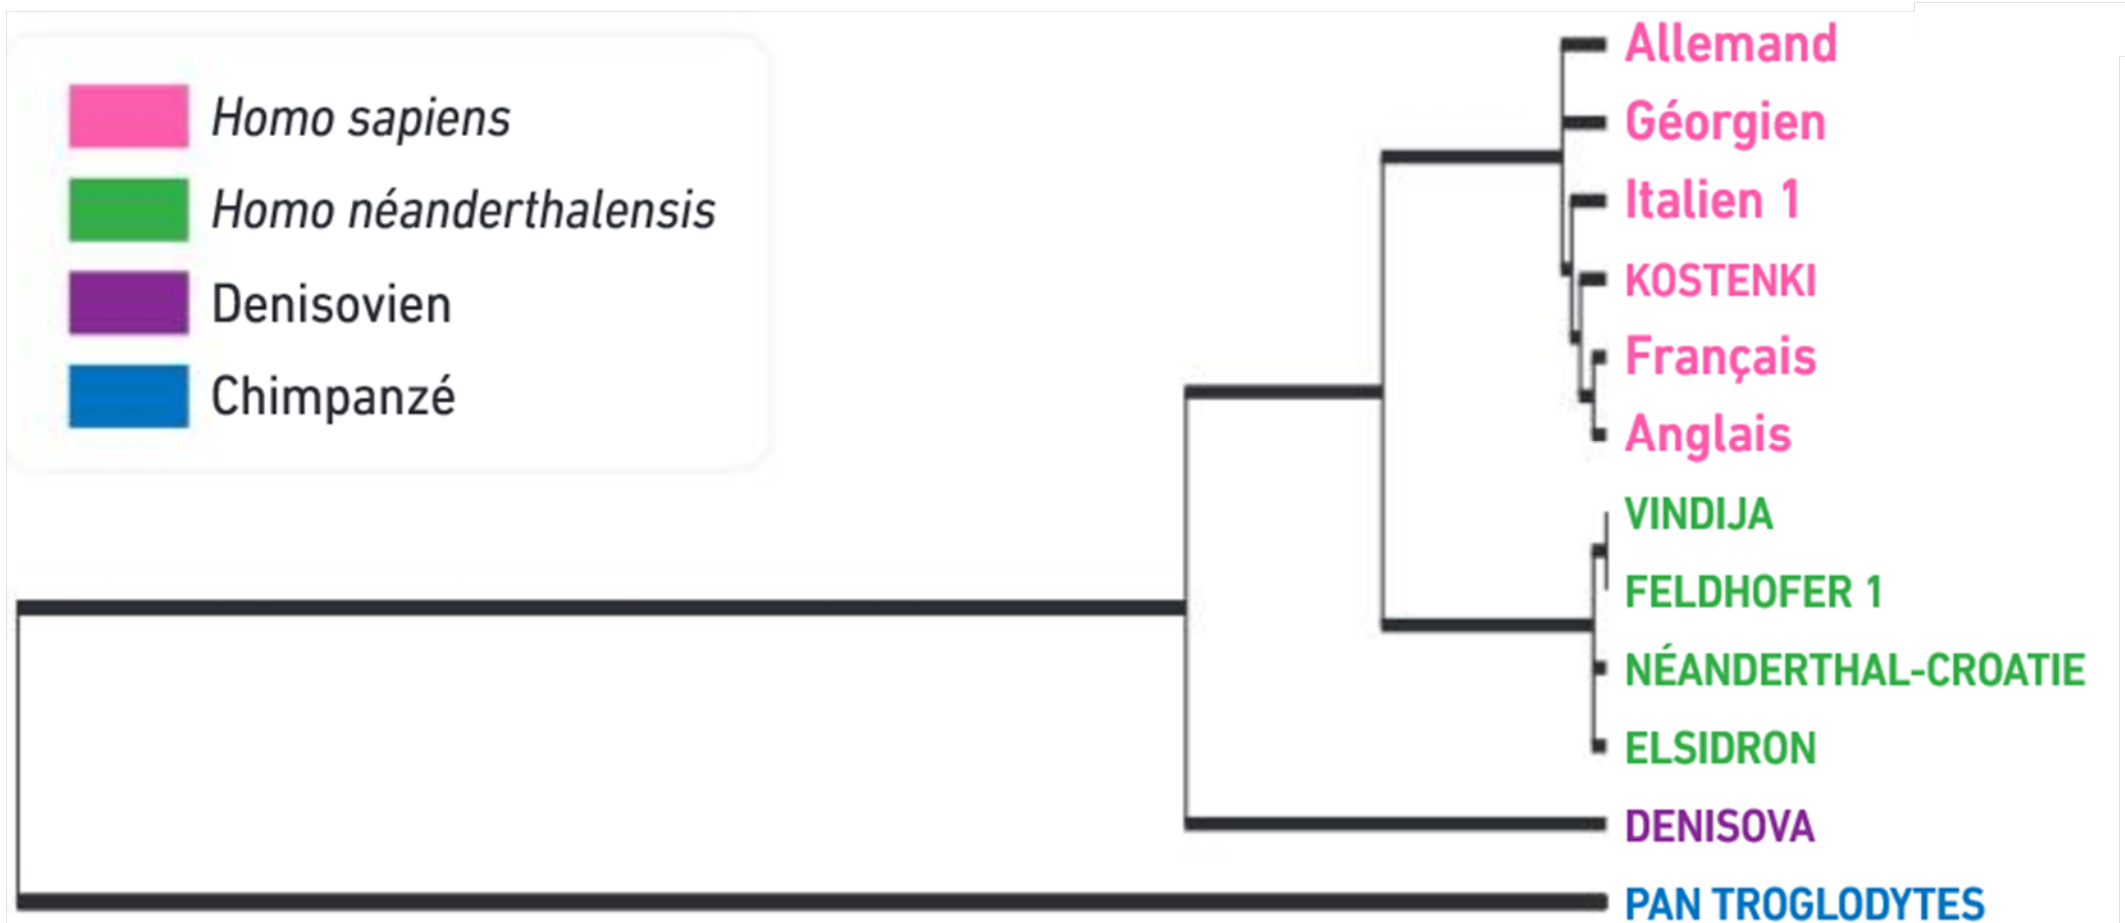 Homo sapiens
Homo néanderthalensis
Denisovien
Chimpanzé
Allemand
Géorgien
Italien 1
KOSTENKI
Français
Anglais
VINDIJA
FELDHOFER 1
NÉANDERTHAL-CROATIE
ELSIDRON
DENISOVA
PAN TROGLODYTES